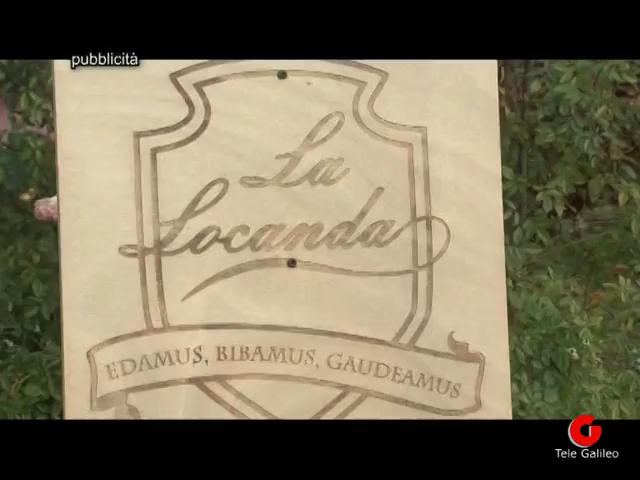 pubblicità
La
Locanda
EDAMUS, BIBAMUS, GAUDEAMUS
Tele Galileo